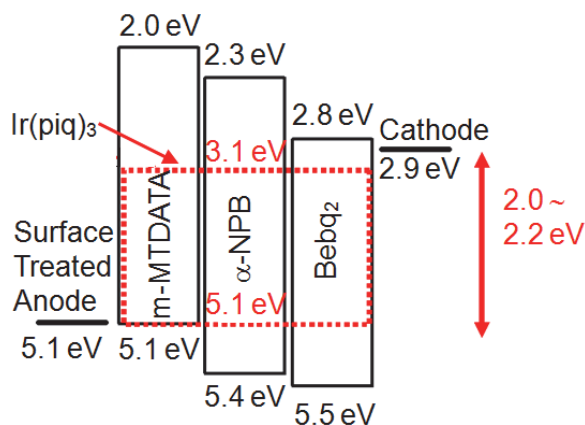 2.0 eV
2.3 eV
2.8 eV
Ir(piq)₃
Cathode
2.9 eV
3.1 eV
2.0 ~
2.2 eV
m-MTDATA
α-NPB
Bebq₂
Surface
Treated
Anode
5.1 eV
5.1 eV
5.1 eV
5.4 eV
5.5 eV